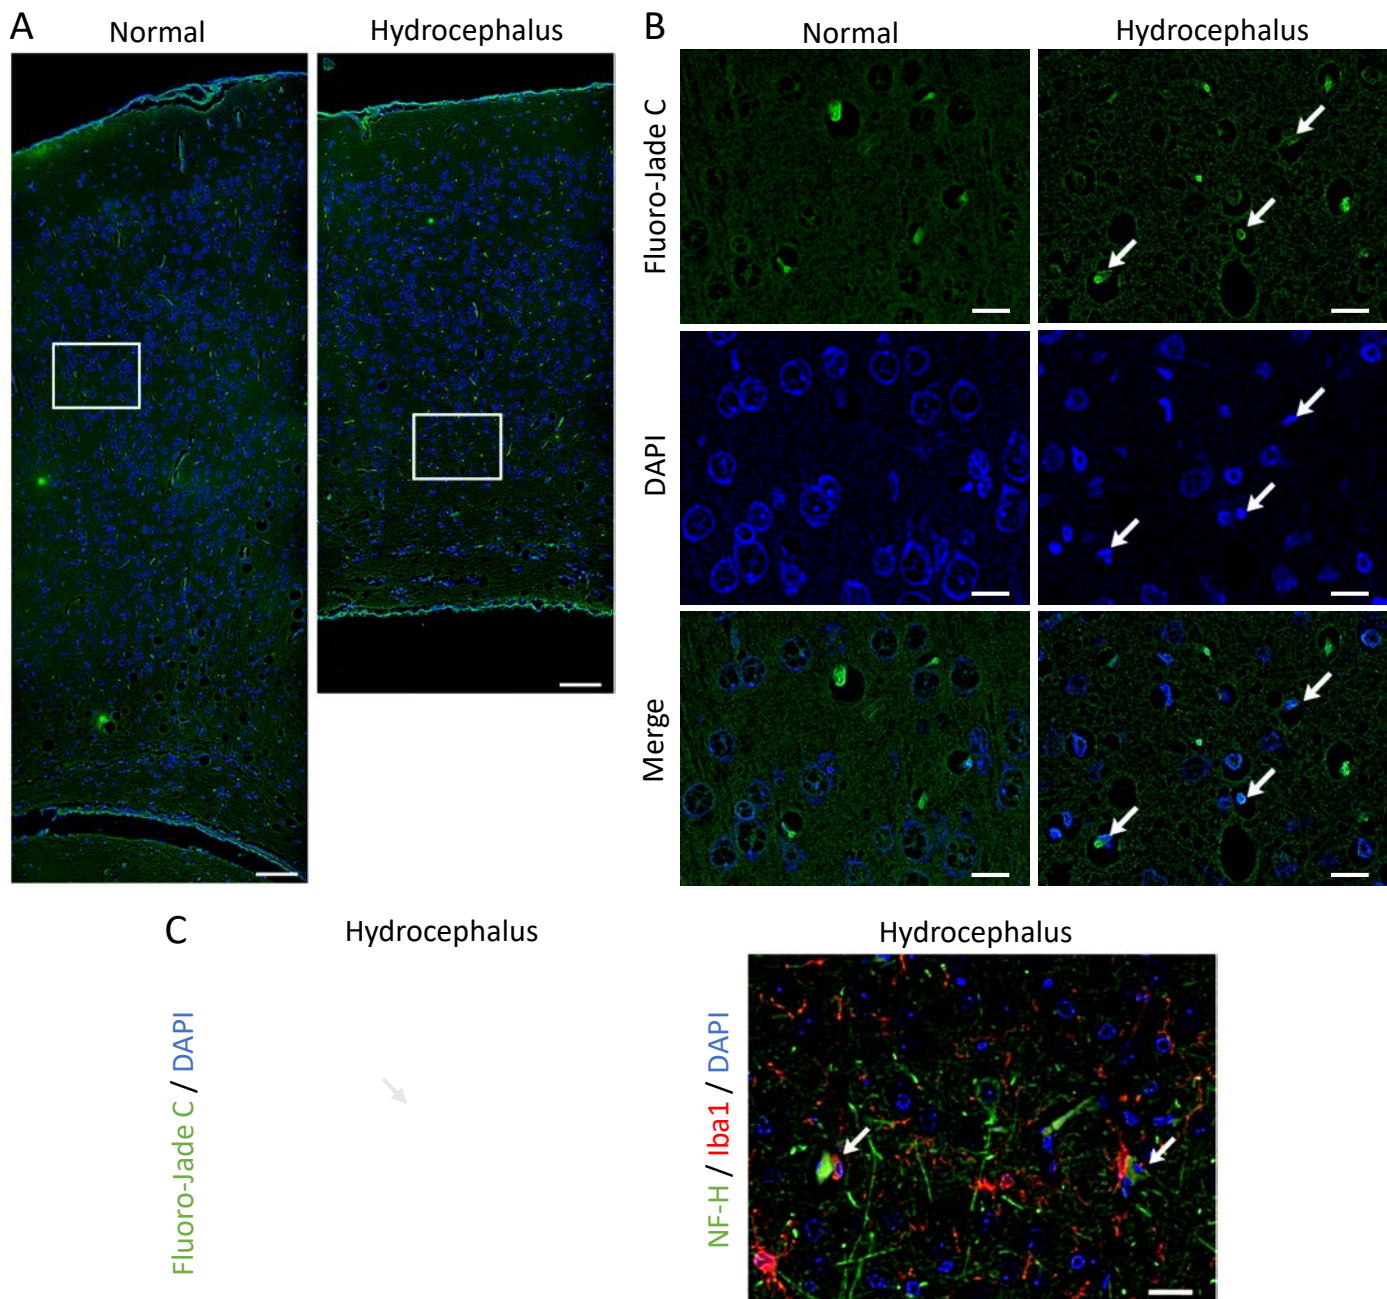 A
Normal
Hydrocephalus
B
Normal
Hydrocephalus
Fluoro-Jade C
DAPI
Merge
C
Hydrocephalus
Hydrocephalus
Fluoro-Jade C / DAPI
NF-H / Iba1 / DAPI